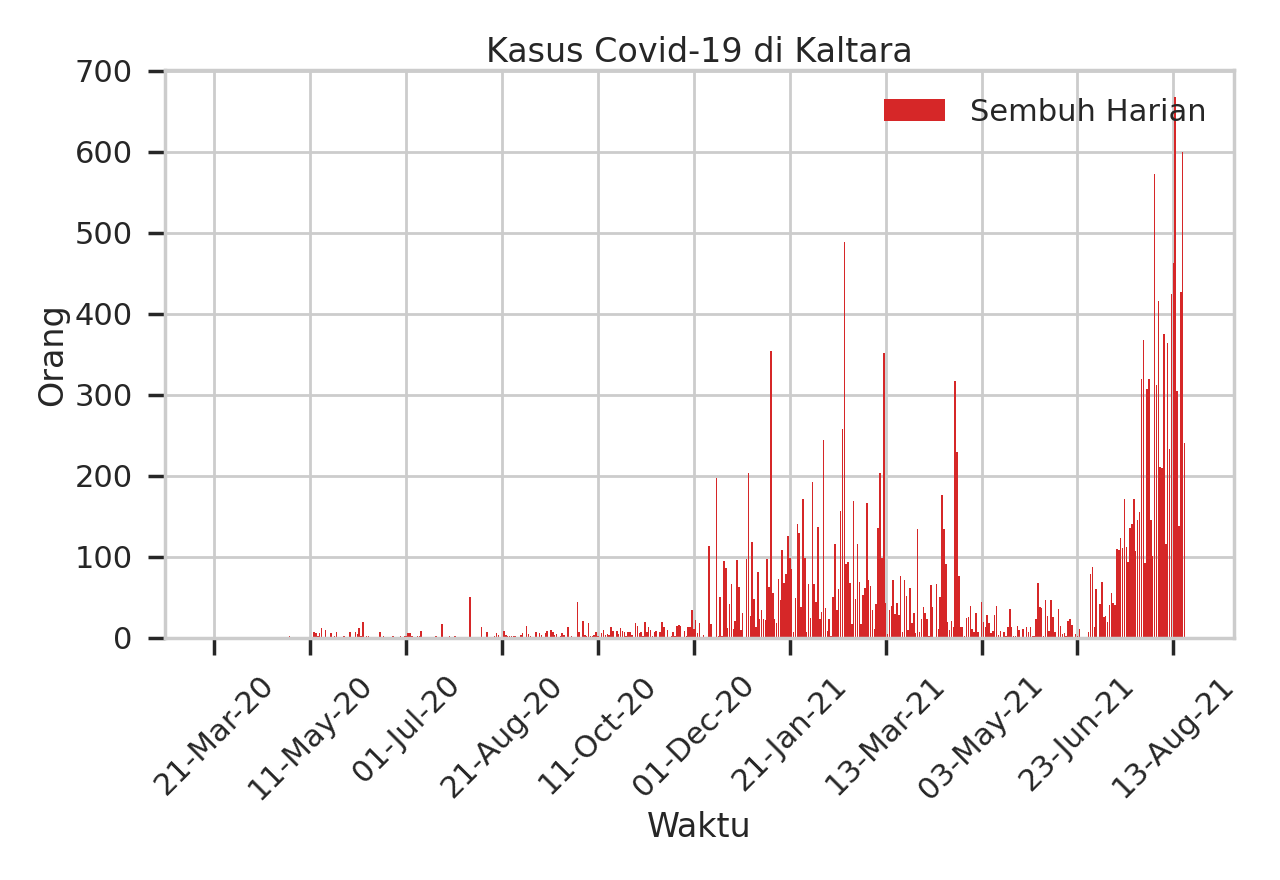 Kasus Covid-19 di Kaltara
Sembuh Harian
Orang
700
600
500
400
300
200
100
0
21-Mar-20
11-May-20
01-Jul-20
21-Aug-20
11-Oct-20
01-Dec-20
21-Jan-21
13-Mar-21
03-May-21
23-Jun-21
13-Aug-21
Waktu